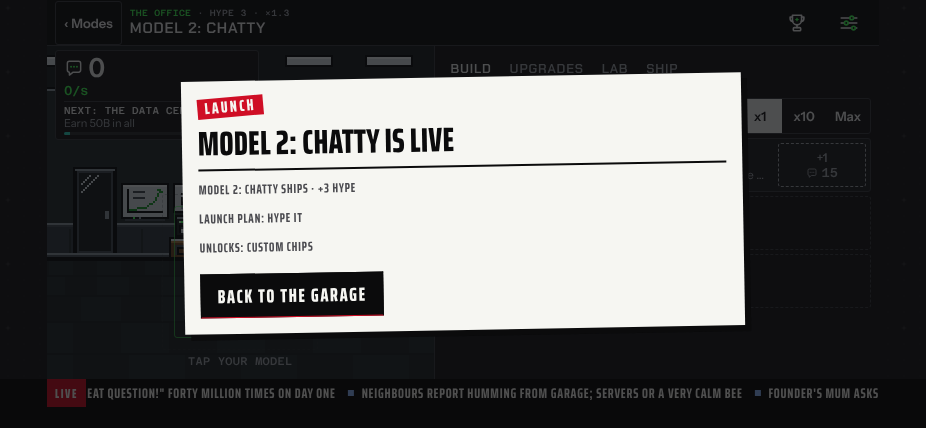 ‹ Modes
THE OFFICE · HYPE 3 · ×1.3
MODEL 2: CHATTY
0
0/s
NEXT: THE DATA CE
Earn 50B in all
BUILD UPGRADES LAB SHIP
x1 x10 Max
+1
15
LAUNCH
MODEL 2: CHATTY IS LIVE
MODEL 2: CHATTY SHIPS · +3 HYPE
LAUNCH PLAN: HYPE IT
UNLOCKS: CUSTOM CHIPS
BACK TO THE GARAGE
TAP YOUR MODEL
LIVE EAT QUESTION!" FORTY MILLION TIMES ON DAY ONE ■ NEIGHBOURS REPORT HUMMING FROM GARAGE; SERVERS OR A VERY CALM BEE ■ FOUNDER'S MUM ASKS